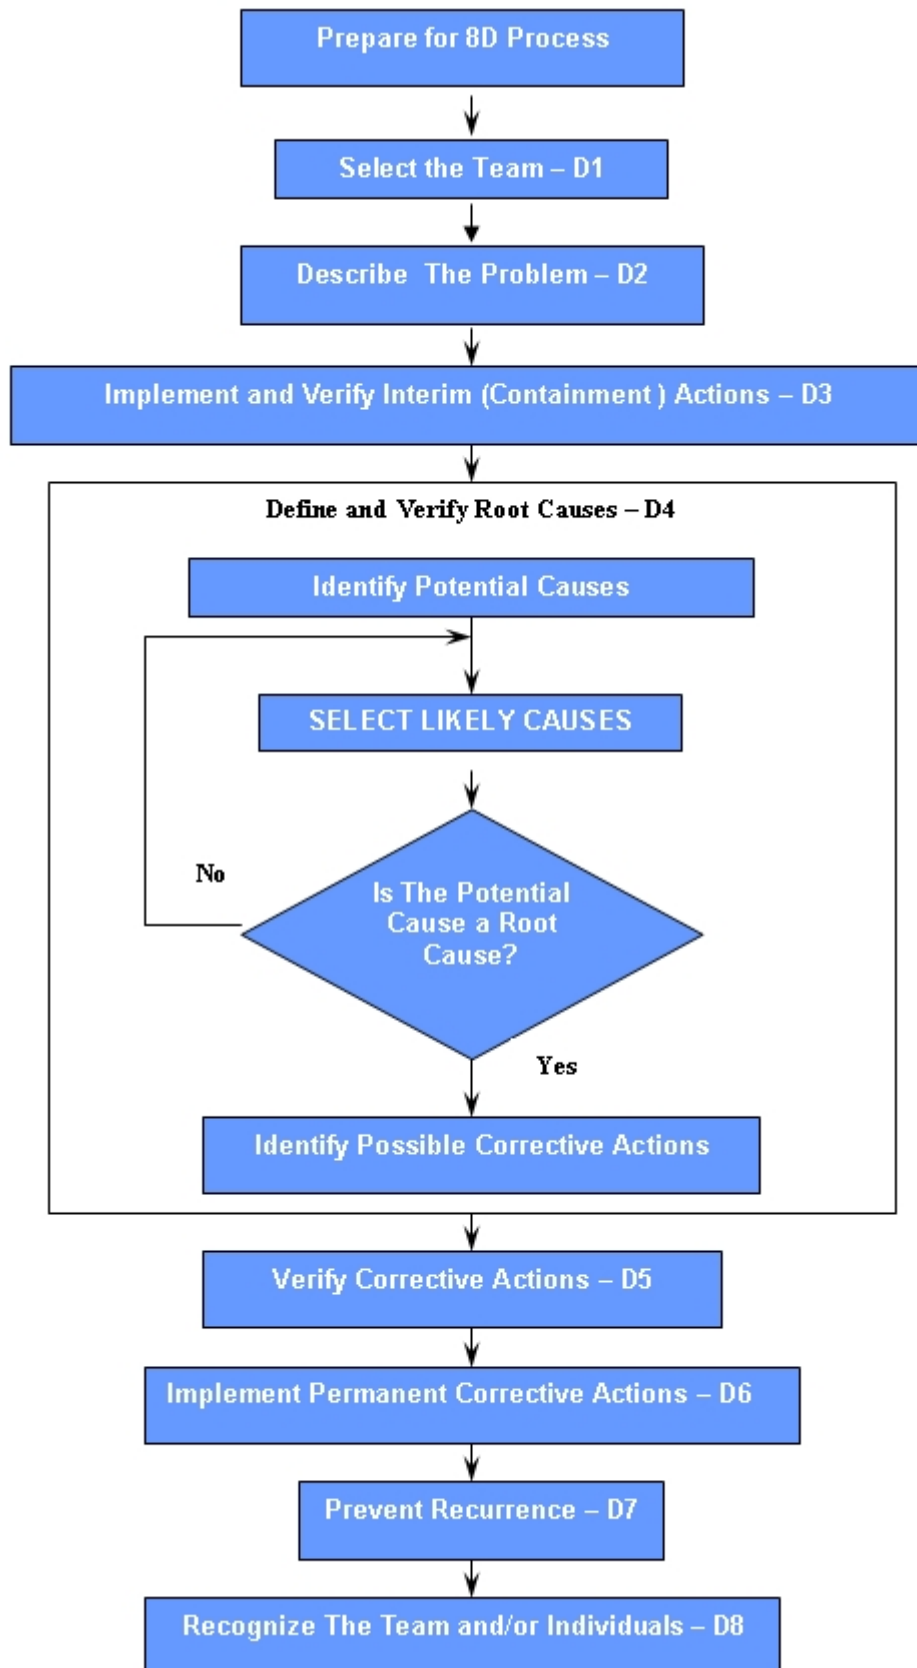 Prepare for 8D Process
Select the Team – D1
Describe The Problem – D2
Implement and Verify Interim (Containment ) Actions – D3
Define and Verify Root Causes – D4
Identify Potential Causes
SELECT LIKELY CAUSES
No
Is The Potential
Cause a Root
Cause?
Yes
Identify Possible Corrective Actions
Verify Corrective Actions – D5
Implement Permanent Corrective Actions – D6
Prevent Recurrence – D7
Recognize The Team and/or Individuals – D8